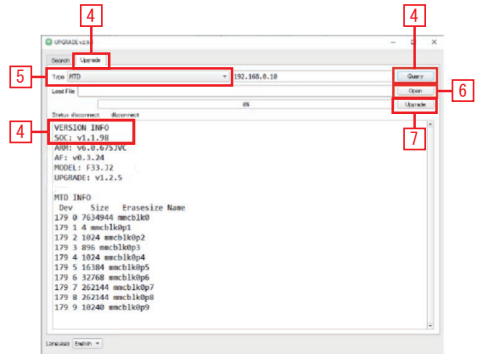 4
4
UPGRADE v2.5.6
Search Upgrade
5
Type MTD 192.168.0.10 Query
Load File Open
6
0% Upgrade
Status disconnect disconnect
7
4
VERSION INFO
SOC: v1.1.98
ARM: v6.0.675JVC
AF: v0.3.24
MODEL: F33.J2
UPGRADE: v1.2.5
MTD INFO
Dev Size Erasesize Name
179 0 7634944 mmcblk0
179 1 4 mmcblk0p1
179 2 1024 mmcblk0p2
179 3 896 mmcblk0p3
179 4 1024 mmcblk0p4
179 5 16384 mmcblk0p5
179 6 32768 mmcblk0p6
179 7 262144 mmcblk0p7
179 8 262144 mmcblk0p8
179 9 10240 mmcblk0p9
Language English